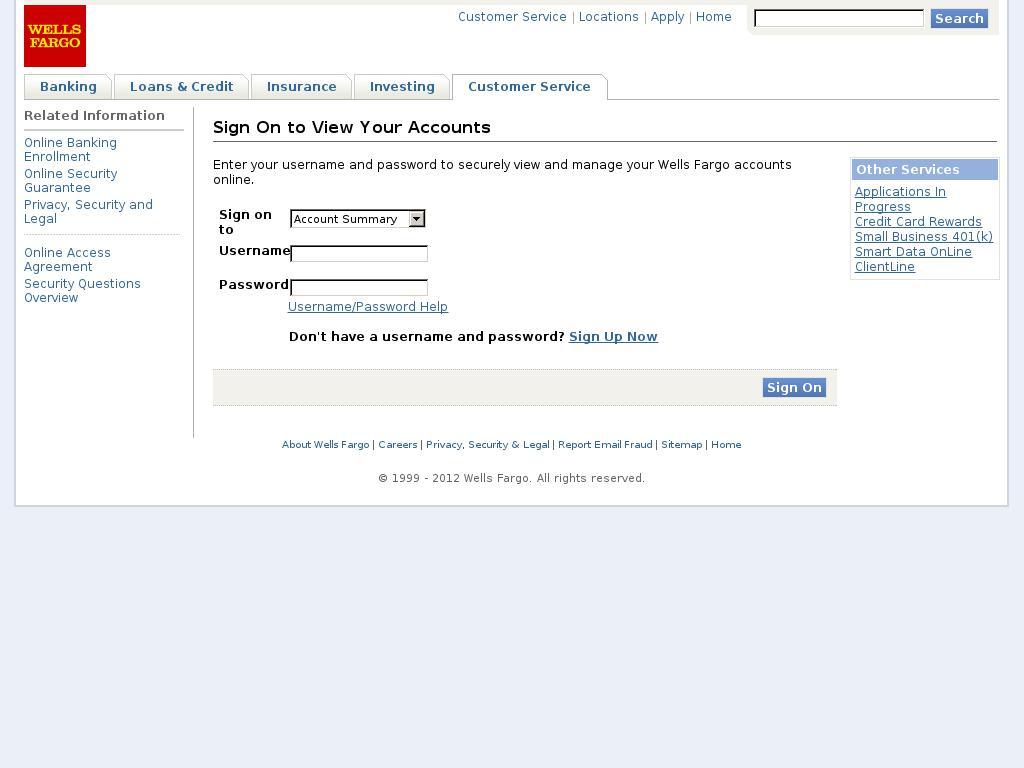 WELLS
FARGO
Customer Service | Locations | Apply | Home
Search
Banking
Loans & Credit
Insurance
Investing
Customer Service
Related Information
Online Banking
Enrollment
Online Security
Guarantee
Privacy, Security and
Legal
Online Access
Agreement
Security Questions
Overview
Sign On to View Your Accounts
Enter your username and password to securely view and manage your Wells Fargo accounts
online.
Sign on
to
Account Summary
Username
Password
Username/Password Help
Don't have a username and password? Sign Up Now
Sign On
Other Services
Applications In
Progress
Credit Card Rewards
Small Business 401(k)
Smart Data OnLine
ClientLine
About Wells Fargo | Careers | Privacy, Security & Legal | Report Email Fraud | Sitemap | Home
© 1999 - 2012 Wells Fargo. All rights reserved.